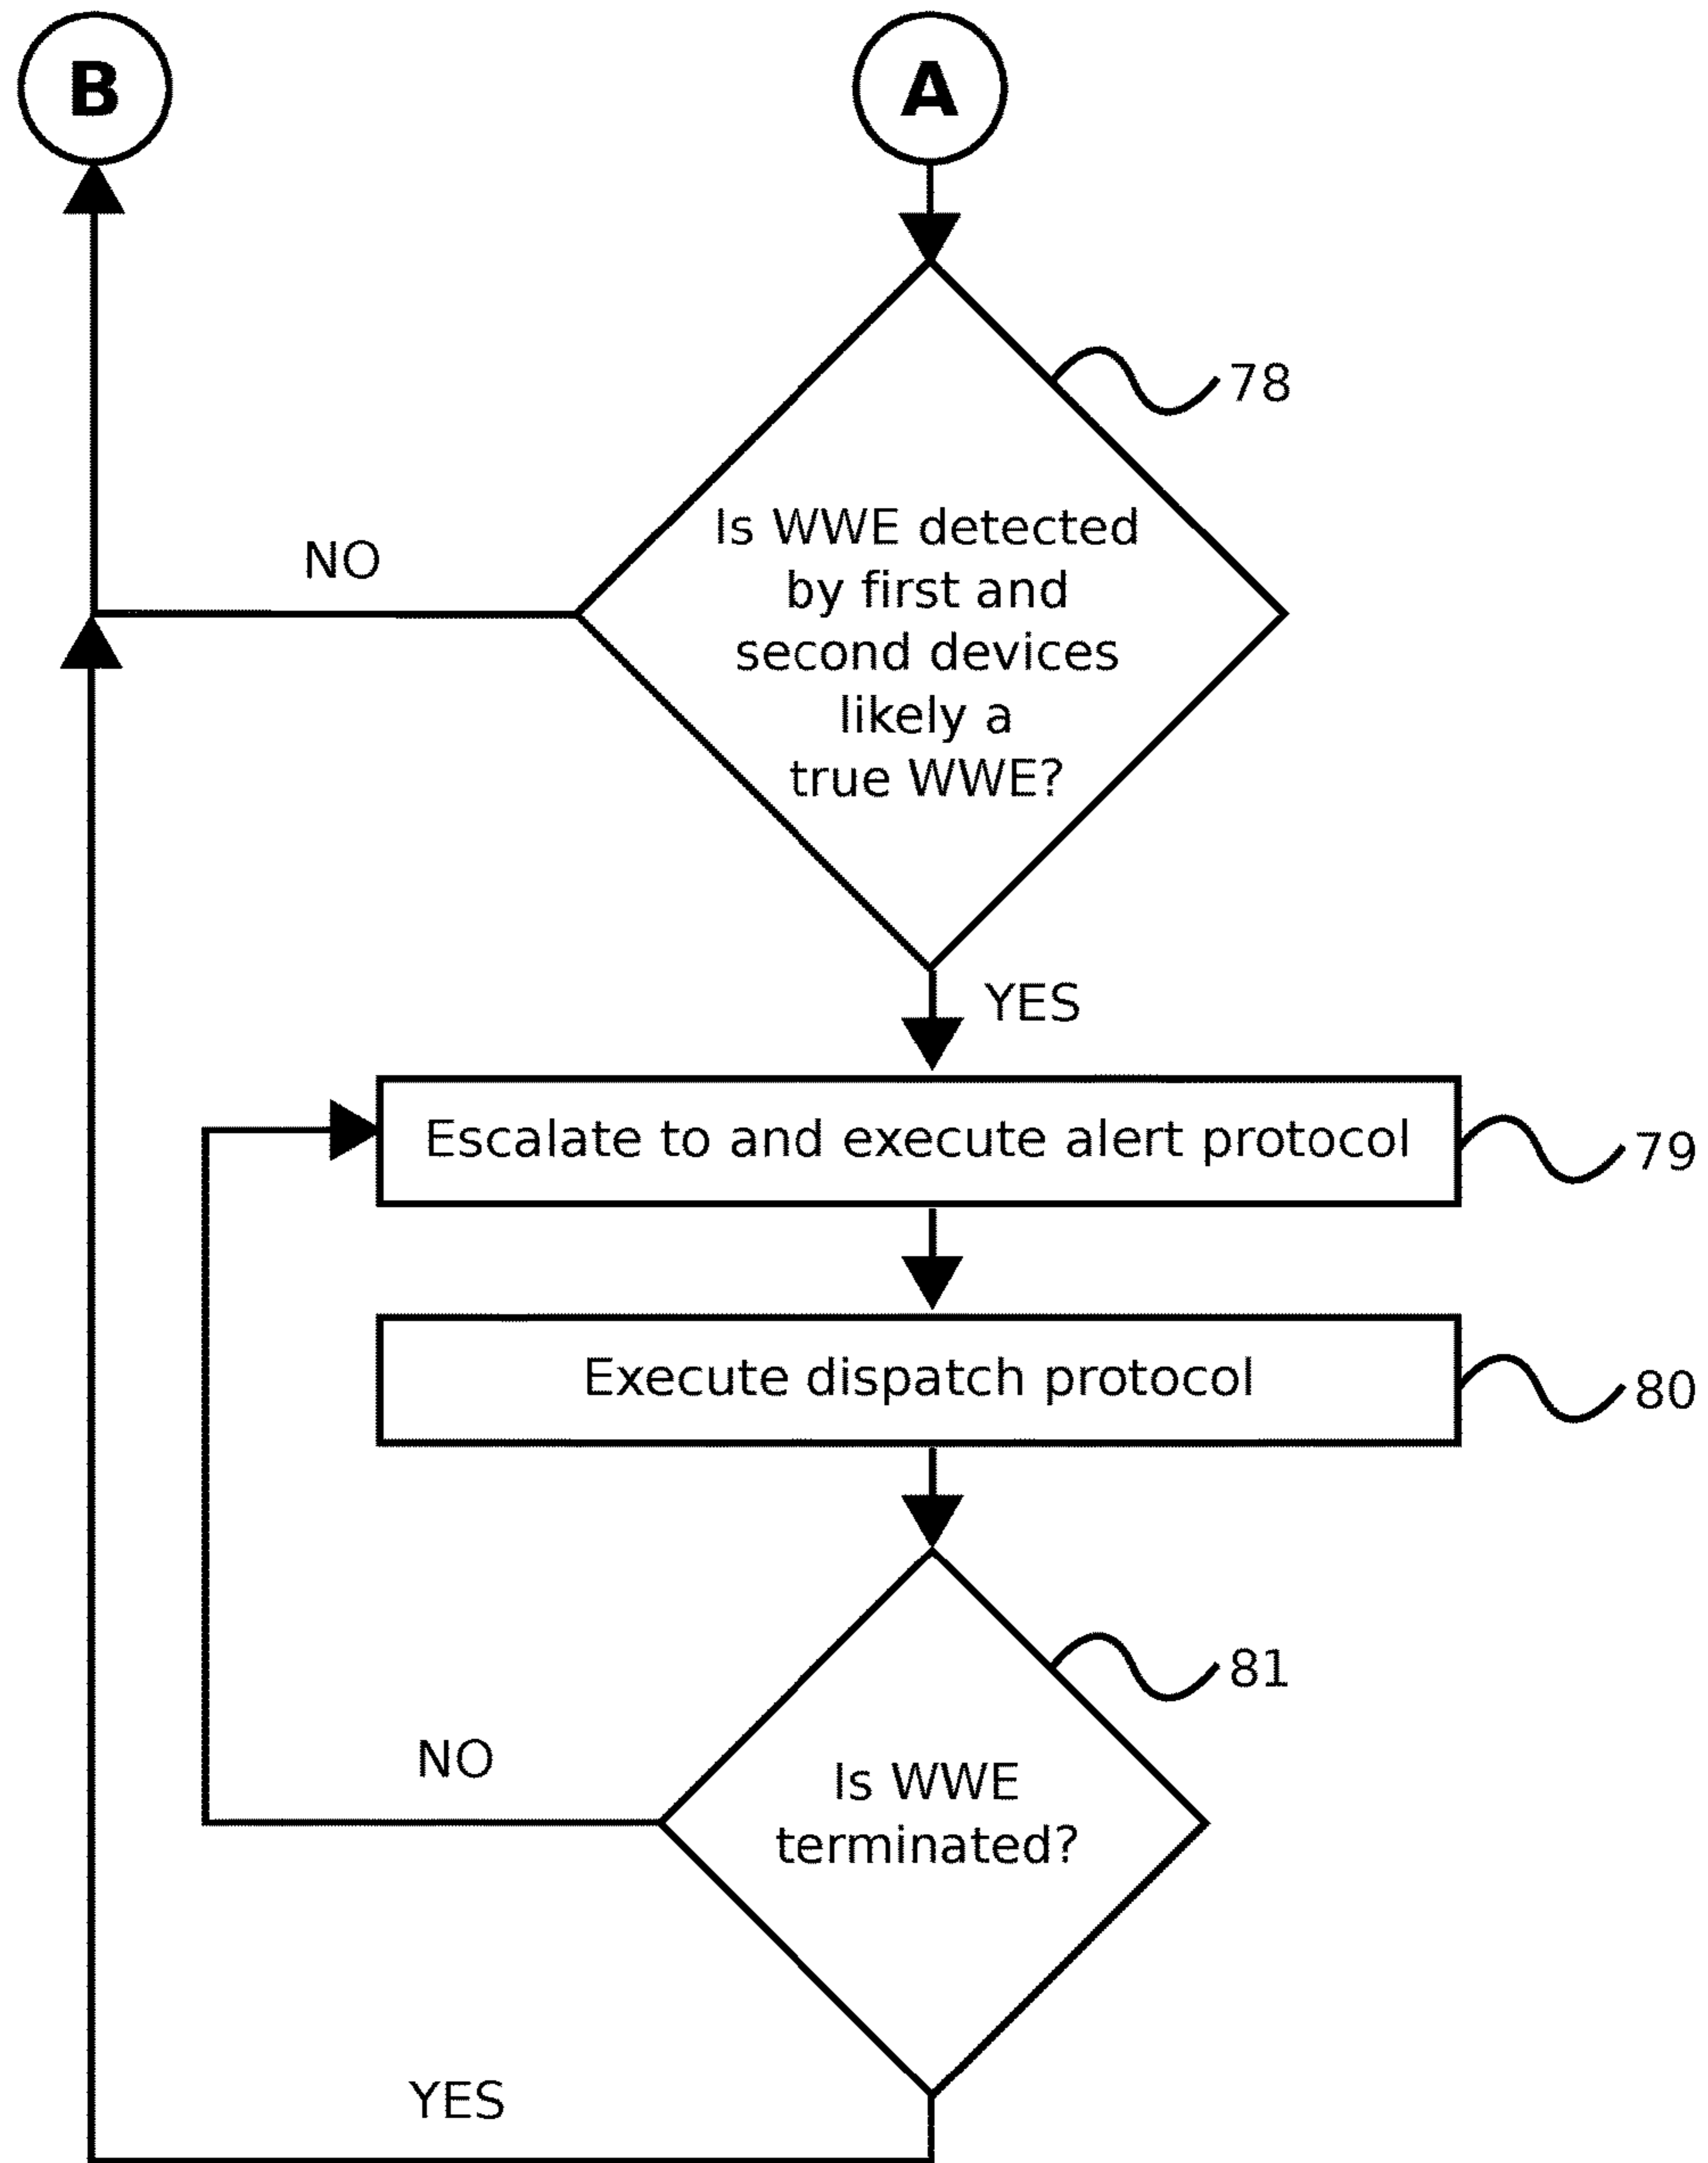 B
A
78
Is WWE detected
by first and
second devices
likely a
true WWE?
NO
YES
Escalate to and execute alert protocol
79
Execute dispatch protocol
80
81
Is WWE
terminated?
NO
YES